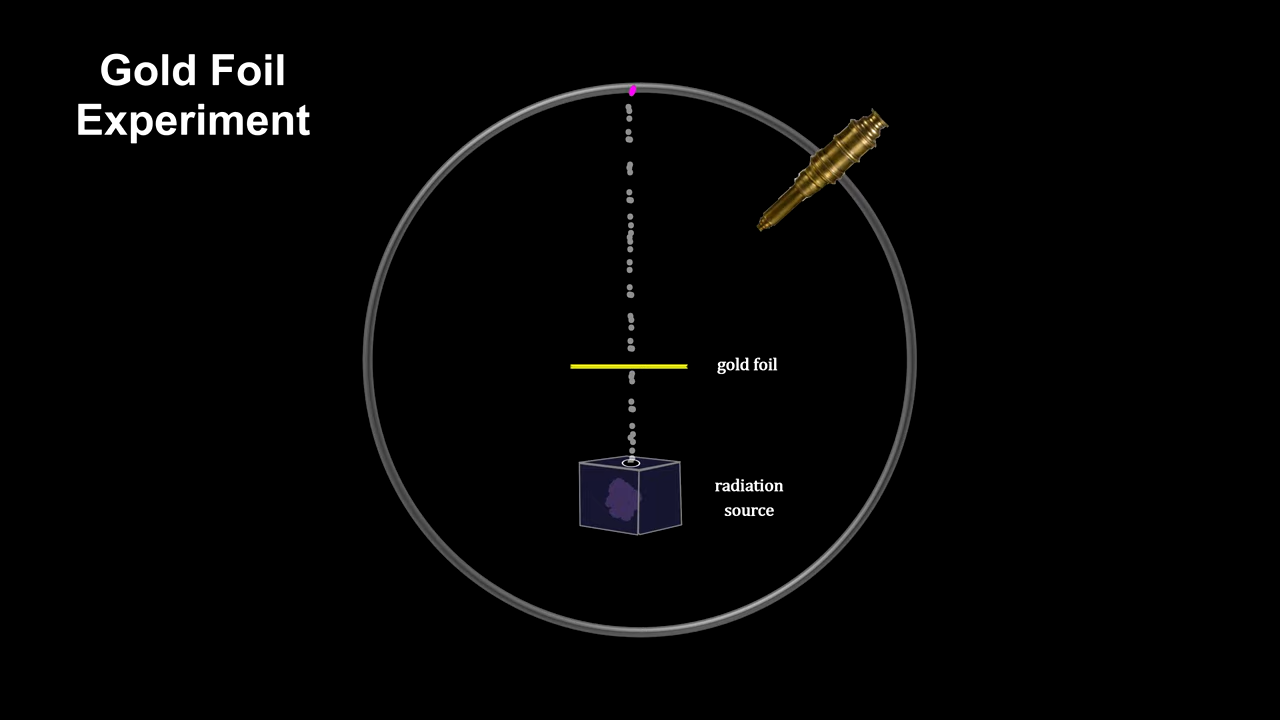 Gold Foil
Experiment
gold foil
radiation
source